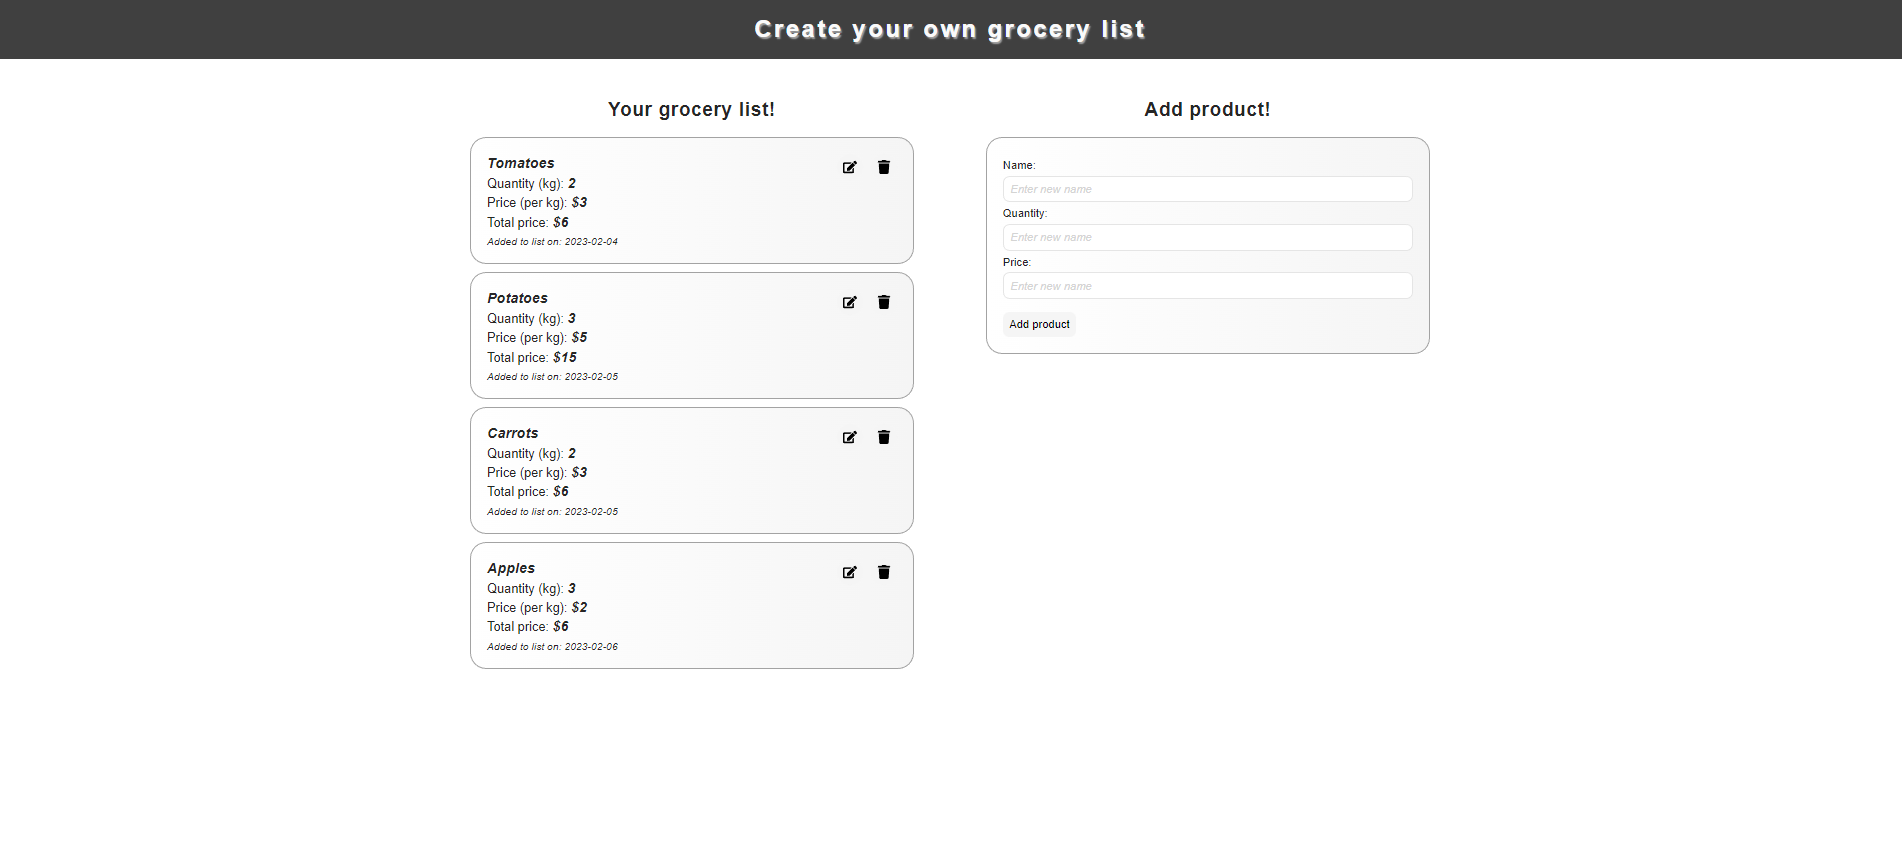 Create your own grocery list
Your grocery list!
Tomatoes
Quantity (kg): 2
Price (per kg): $3
Total price: $6
Added to list on: 2023-02-04
Potatoes
Quantity (kg): 3
Price (per kg): $5
Total price: $15
Added to list on: 2023-02-05
Carrots
Quantity (kg): 2
Price (per kg): $3
Total price: $6
Added to list on: 2023-02-05
Apples
Quantity (kg): 3
Price (per kg): $2
Total price: $6
Added to list on: 2023-02-06
Add product!
Name:
Enter new name
Quantity:
Enter new name
Price:
Enter new name
Add product